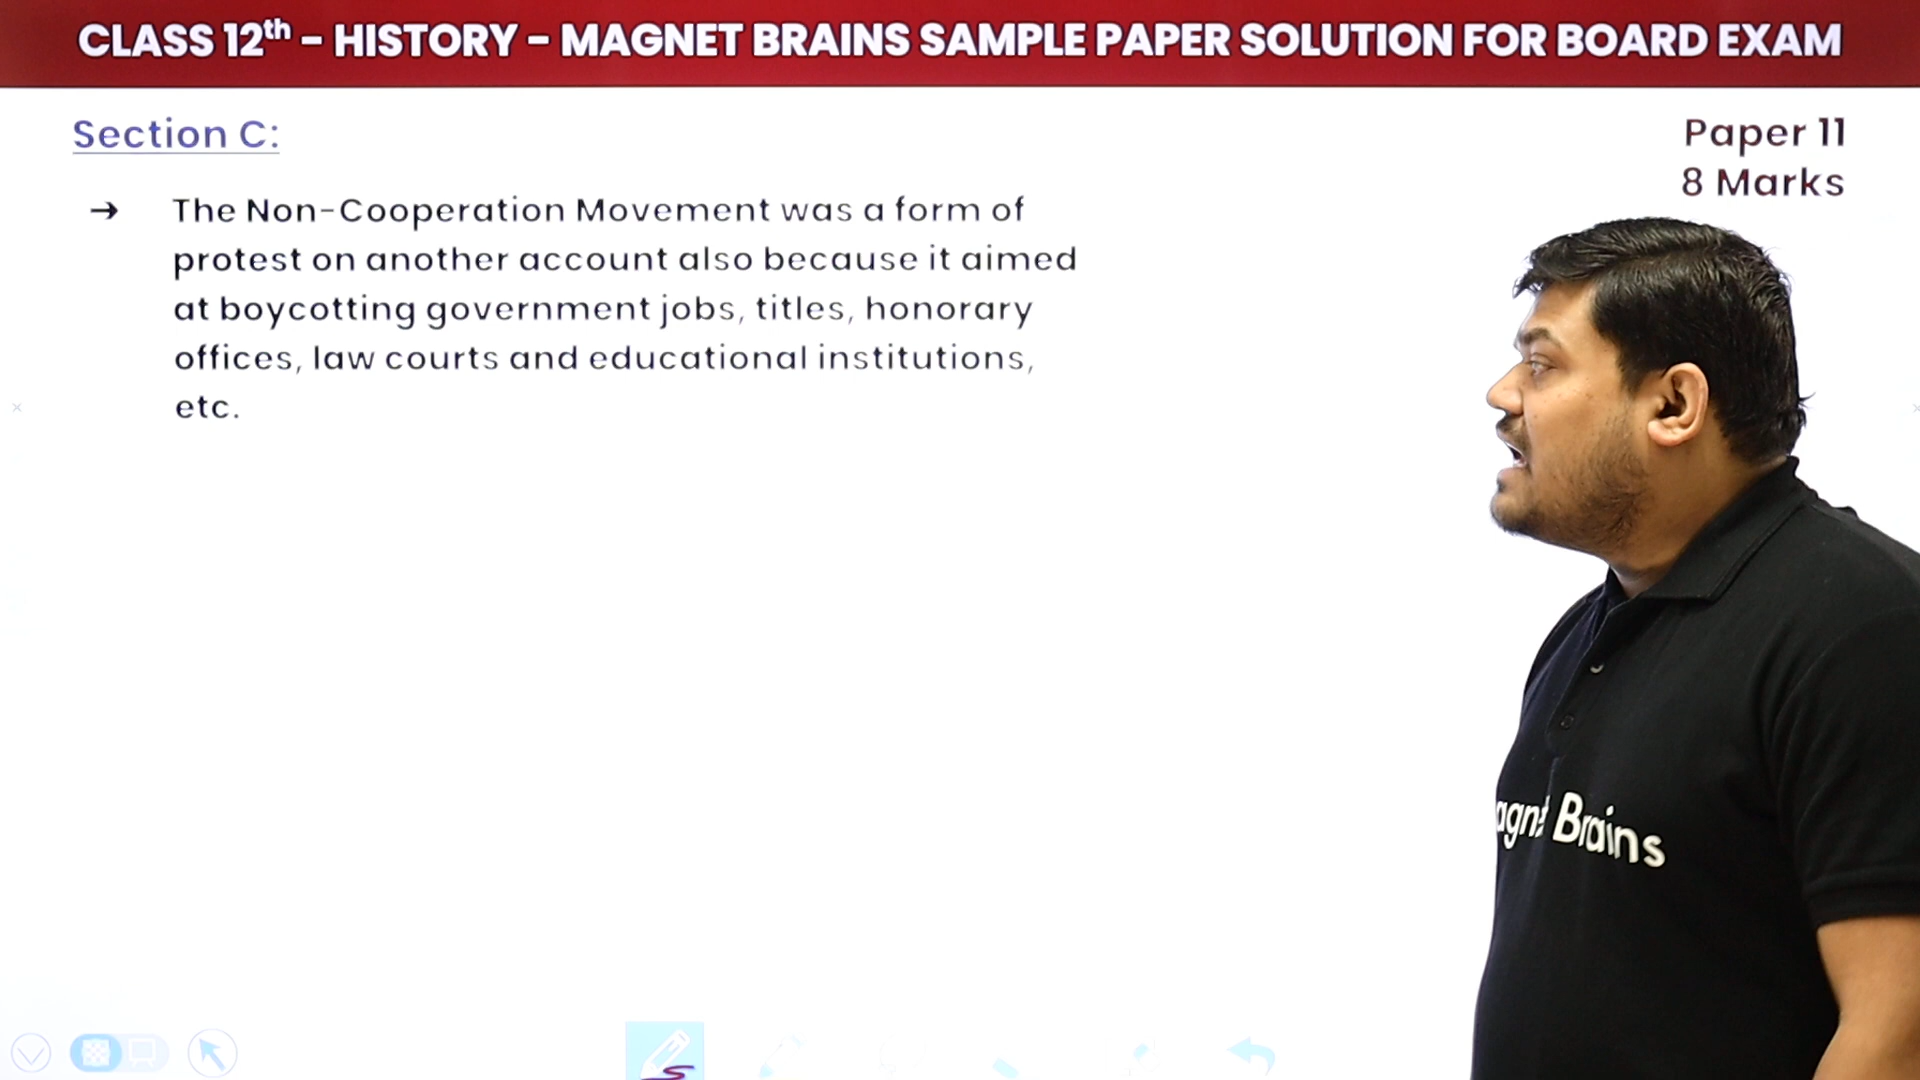 CLASS 12th - HISTORY - MAGNET BRAINS SAMPLE PAPER SOLUTION FOR BOARD EXAM
Section C:
Paper 11
8 Marks
→ The Non-Cooperation Movement was a form of
protest on another account also because it aimed
at boycotting government jobs, titles, honorary
offices, law courts and educational institutions,
etc.
Brains